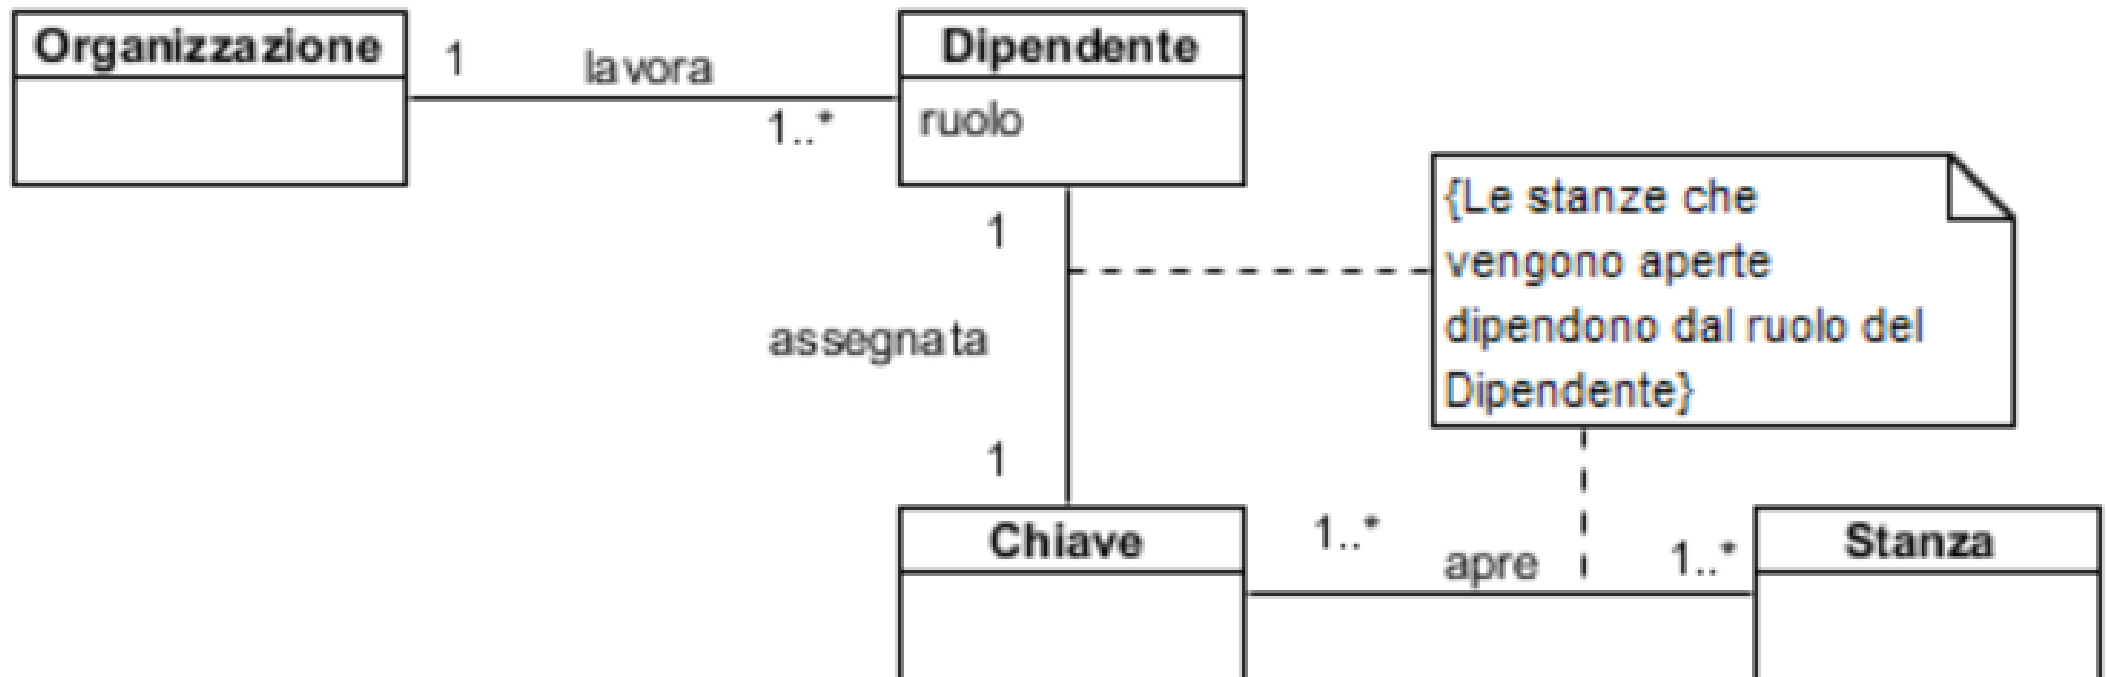 Organizzazione
1
lavora
1..*
Dipendente
ruolo
1
assegnata
1
{Le stanze che
vengono aperte
dipendono dal ruolo del
Dipendente}
Chiave
1..*
apre
1..*
Stanza